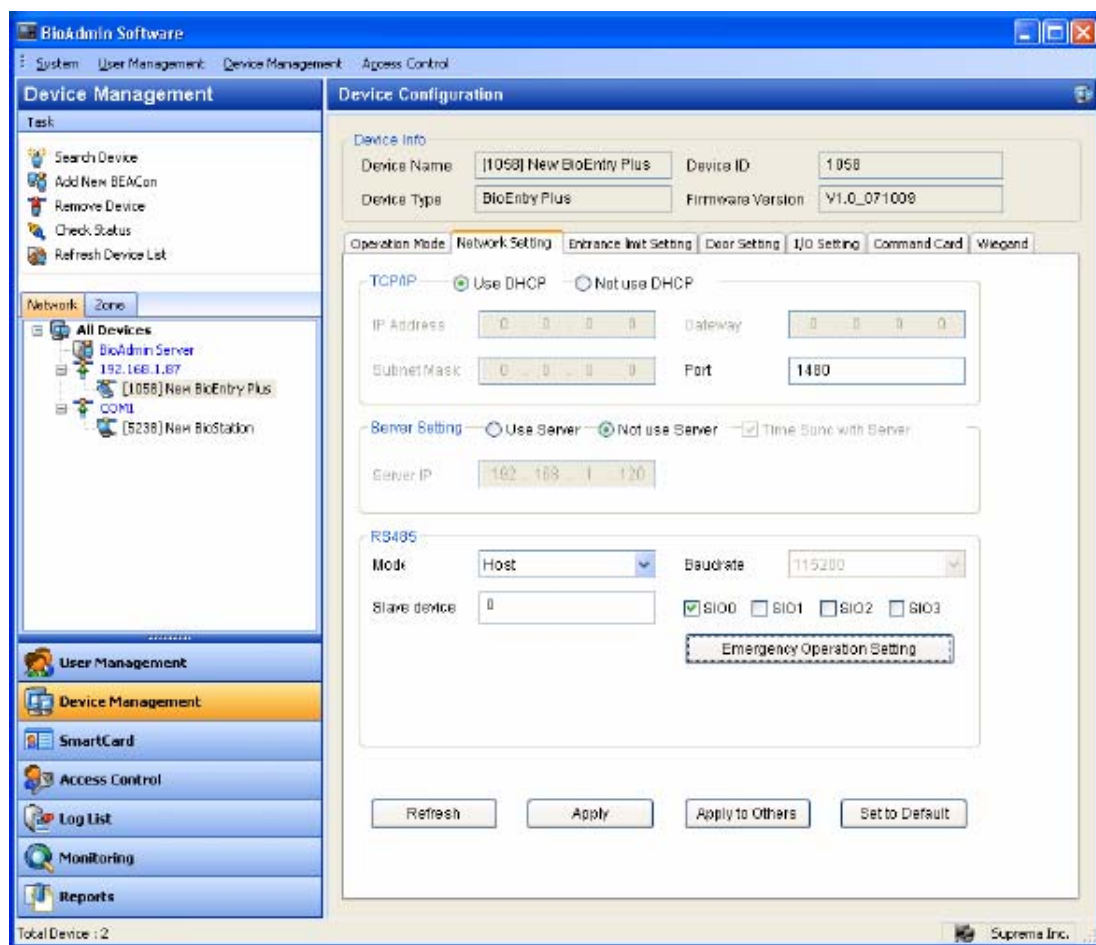 BioAdmin Software
System User Management Device Management Access Control
Device Management
Task
Search Device
Add New BEACon
Remove Device
Check Status
Refresh Device List
Network Zone
All Devices
BioAdmin Server
192.168.1.87
[1058] New BioEntry Plus
COM1
[5238] New BioStation
User Management
Device Management
SmartCard
Access Control
Log List
Monitoring
Reports
Device Configuration
Device Info
Device Name [1058] New BioEntry Plus Device ID 1058
Device Type BioEntry Plus Firmware Version V1.0_071009
Operation Mode Network Setting Entrance limit Setting Door Setting I/O Setting Command Card Wiegand
TCP/IP Use DHCP Not use DHCP
IP Address 0 0 0 0 Gateway 0 0 0 0
Subnet Mask 0 . 0 . 0 . 0 Port 1480
Server Setting Use Server Not use Server Time Sync with Server
Server IP 192 . 168 . 1 . 120
RS485
Mode Host Baudrate 115200
Slave device 0 SIO0 SIO1 SIO2 SIO3
Emergency Operation Setting
Refresh Apply Apply to Others Set to Default
Total Device : 2 Suprema Inc.